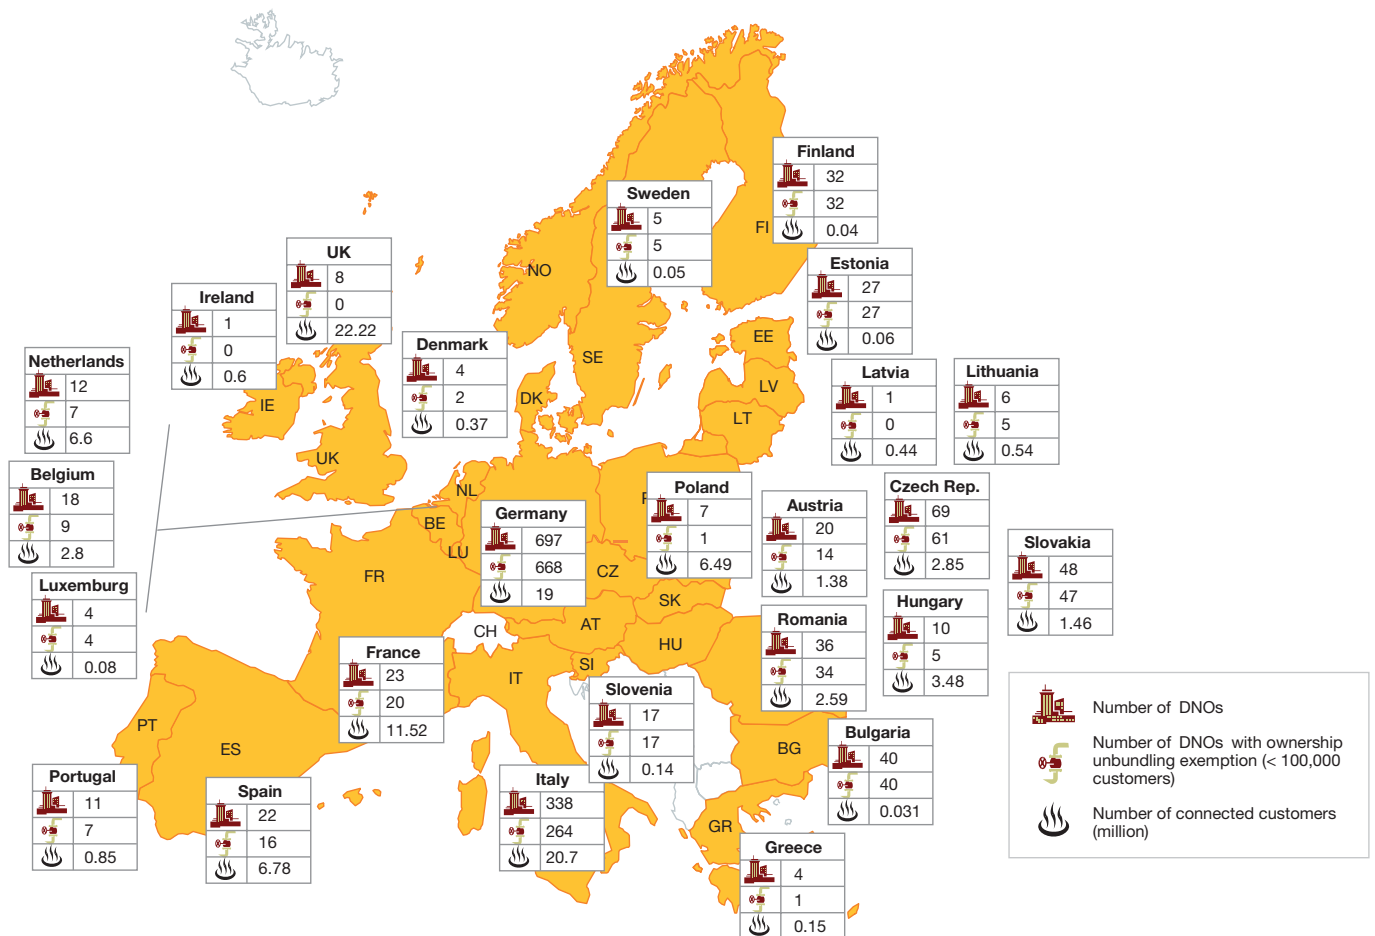 Finland
32
32
0.04
Sweden
5
5
0.05
FI
UK
8
0
22.22
NO
Estonia
27
27
0.06
Ireland
1
0
0.6
Denmark
4
2
0.37
EE
Netherlands
12
7
6.6
SE
LV
Latvia
1
0
0.44
Lithuania
6
5
0.54
IE
DK
LT
UK
Belgium
18
9
2.8
NL
BE
LU
Germany
697
668
19
Poland
7
1
6.49
Austria
20
14
1.38
Czech Rep.
69
61
2.85
Slovakia
48
47
1.46
FR
CZ
SK
Luxemburg
4
4
0.08
CH
AT
HU
Romania
36
34
2.59
Hungary
10
5
3.48
France
23
20
11.52
IT
SI
Slovenia
17
17
0.14
PT
ES
BG
Bulgaria
40
40
0.031
Portugal
11
7
0.85
Spain
22
16
6.78
Italy
338
264
20.7
GR
Greece
4
1
0.15
Number of DNOs
Number of DNOs with ownership
unbundling exemption (< 100,000
customers)
Number of connected customers
(million)